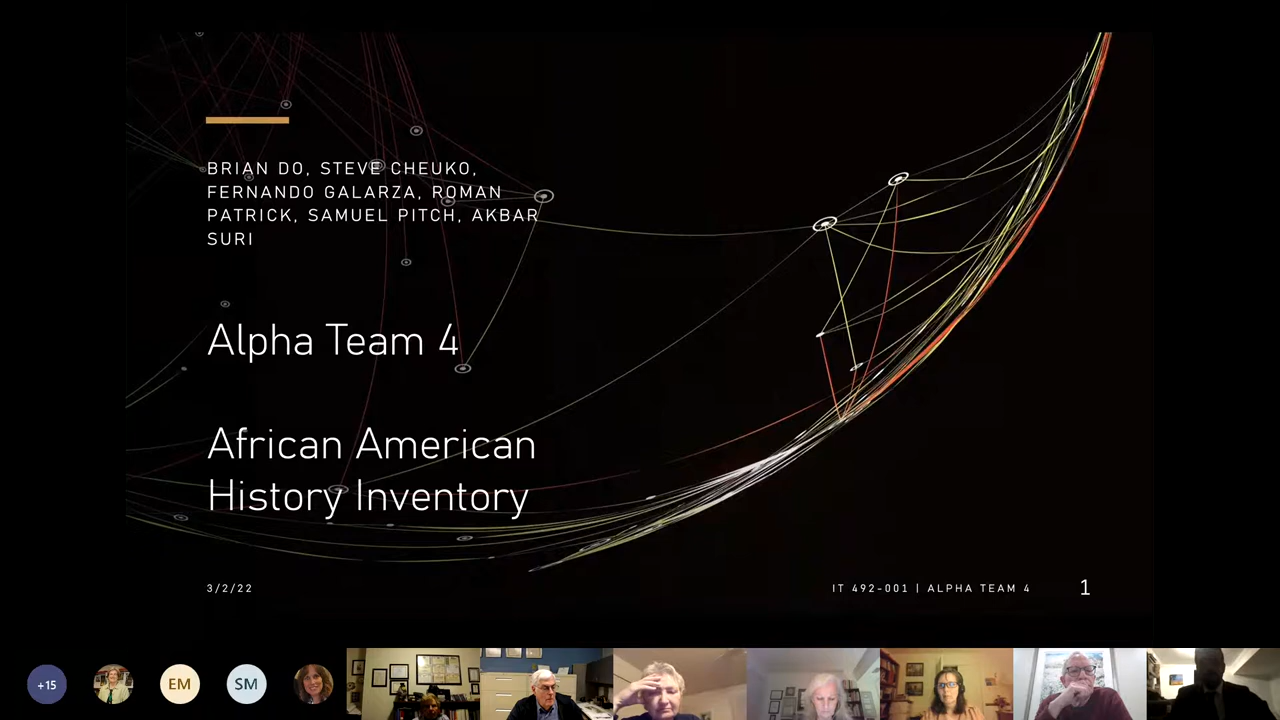 BRIAN DO, STEVE CHEUKO,
FERNANDO GALARZA, ROMAN
PATRICK, SAMUEL PITCH, AKBAR
SURI
Alpha Team 4
African American
History Inventory
3/2/22
IT 492-001 | ALPHA TEAM 4
1
+15
EM
SM